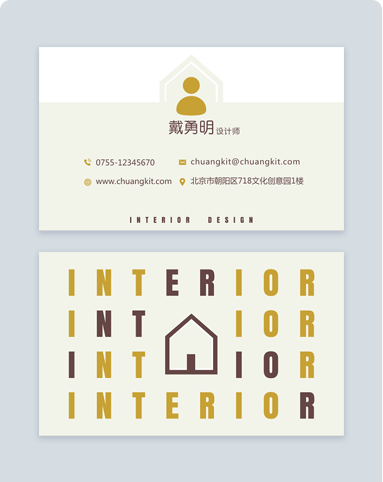 戴勇明 设计师
0755-12345670 chuangkit@chuangkit.com
www.chuangkit.com 北京市朝阳区718文化创意园1楼
INTERIOR DESIGN
INTERIOR
INT IOR
INT IOR
INTERIOR